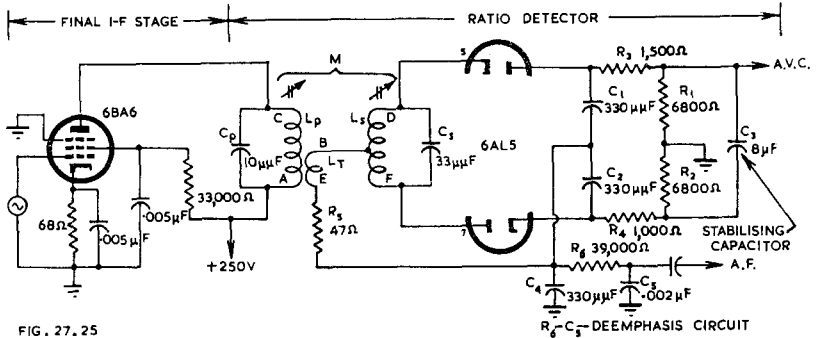 FINAL I-F STAGE
RATIO DETECTOR
M
R3 1,500Ω
A.V.C.
6BA6
C
Lp
Ls
D
5
C1
330μμF
R1
6800Ω
Cp
10μμF
B
LT
Cs
33μμF
6AL5
C3
8μF
A
E
F
C2
330μμF
R2
6800Ω
33,000Ω
.005μF
68Ω
.005μF
R5
47Ω
7
R4 1,000Ω
STABILISING
CAPACITOR
+250V
R6 39,000Ω
A.F.
C4
330μμF
C5
.002μF
FIG. 27.25
R6-C5-DEEMPHASIS CIRCUIT